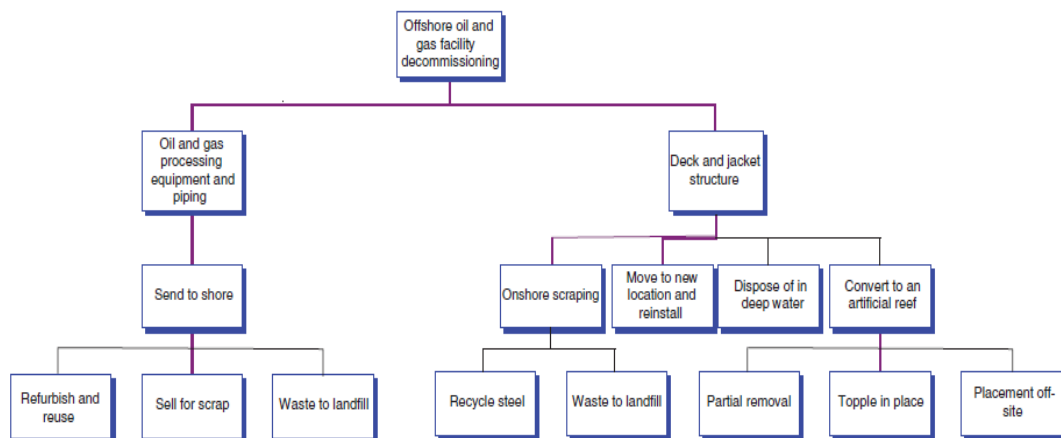 Offshore oil and
gas facility
decommissioning
Oil and gas
processing
equipment and
piping
Deck and jacket
structure
Send to shore
Onshore scraping
Move to new
location and
reinstall
Dispose of in
deep water
Convert to an
artificial reef
Refurbish and
reuse
Sell for scrap
Waste to landfill
Recycle steel
Waste to landfill
Partial removal
Topple in place
Placement off-
site